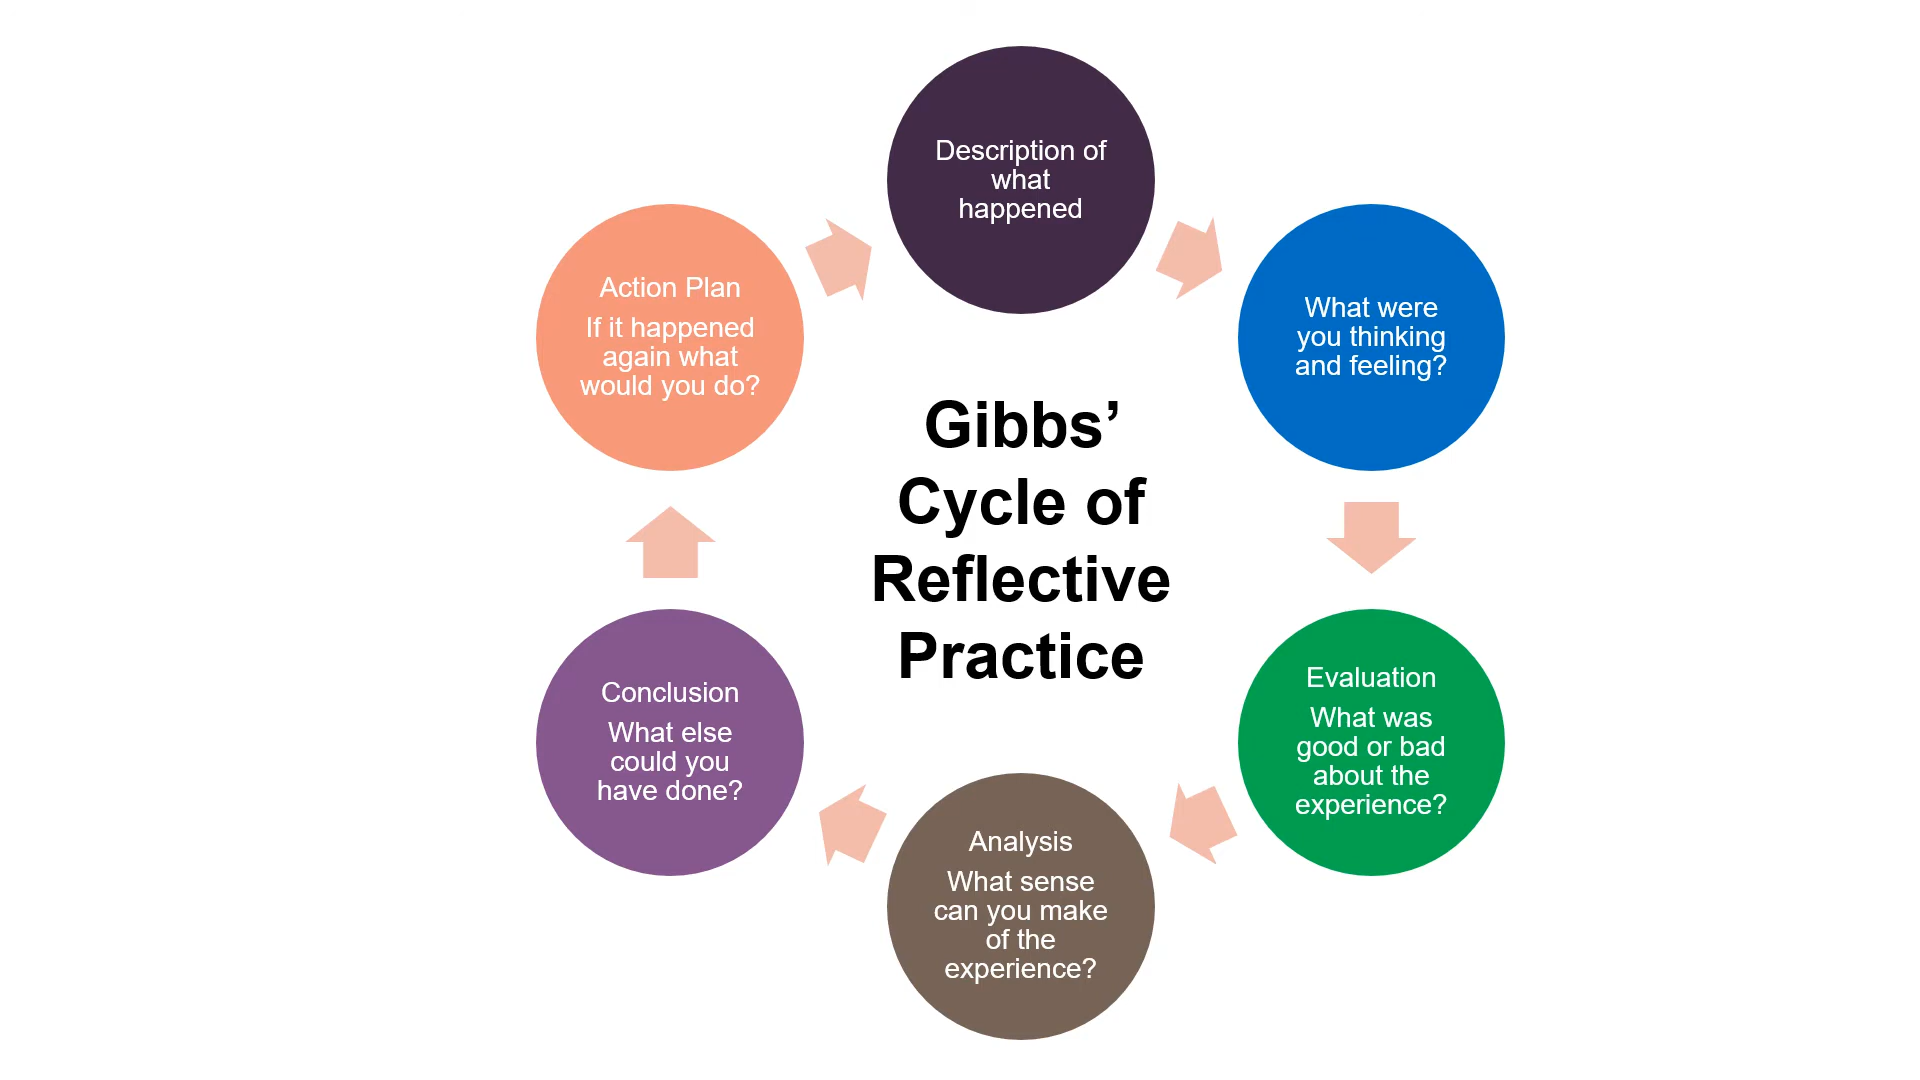 Description of
what
happened
What were
you thinking
and feeling?
Evaluation
What was
good or bad
about the
experience?
Analysis
What sense
can you make
of the
experience?
Conclusion
What else
could you
have done?
Action Plan
If it happened
again what
would you do?
Gibbs’
Cycle of
Reflective
Practice